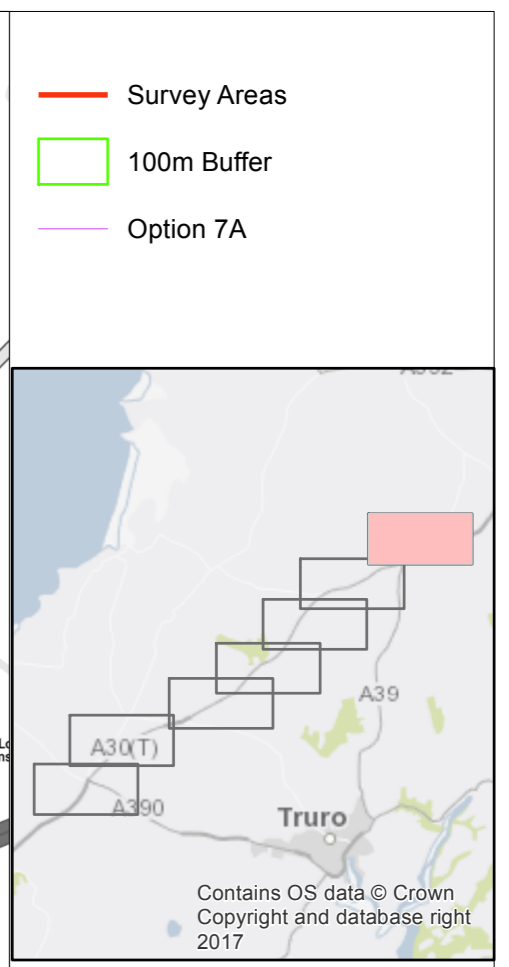 Survey Areas
100m Buffer
Option 7A
A39
A30(T)
A390
Truro
Contains OS data © Crown
Copyright and database right
2017